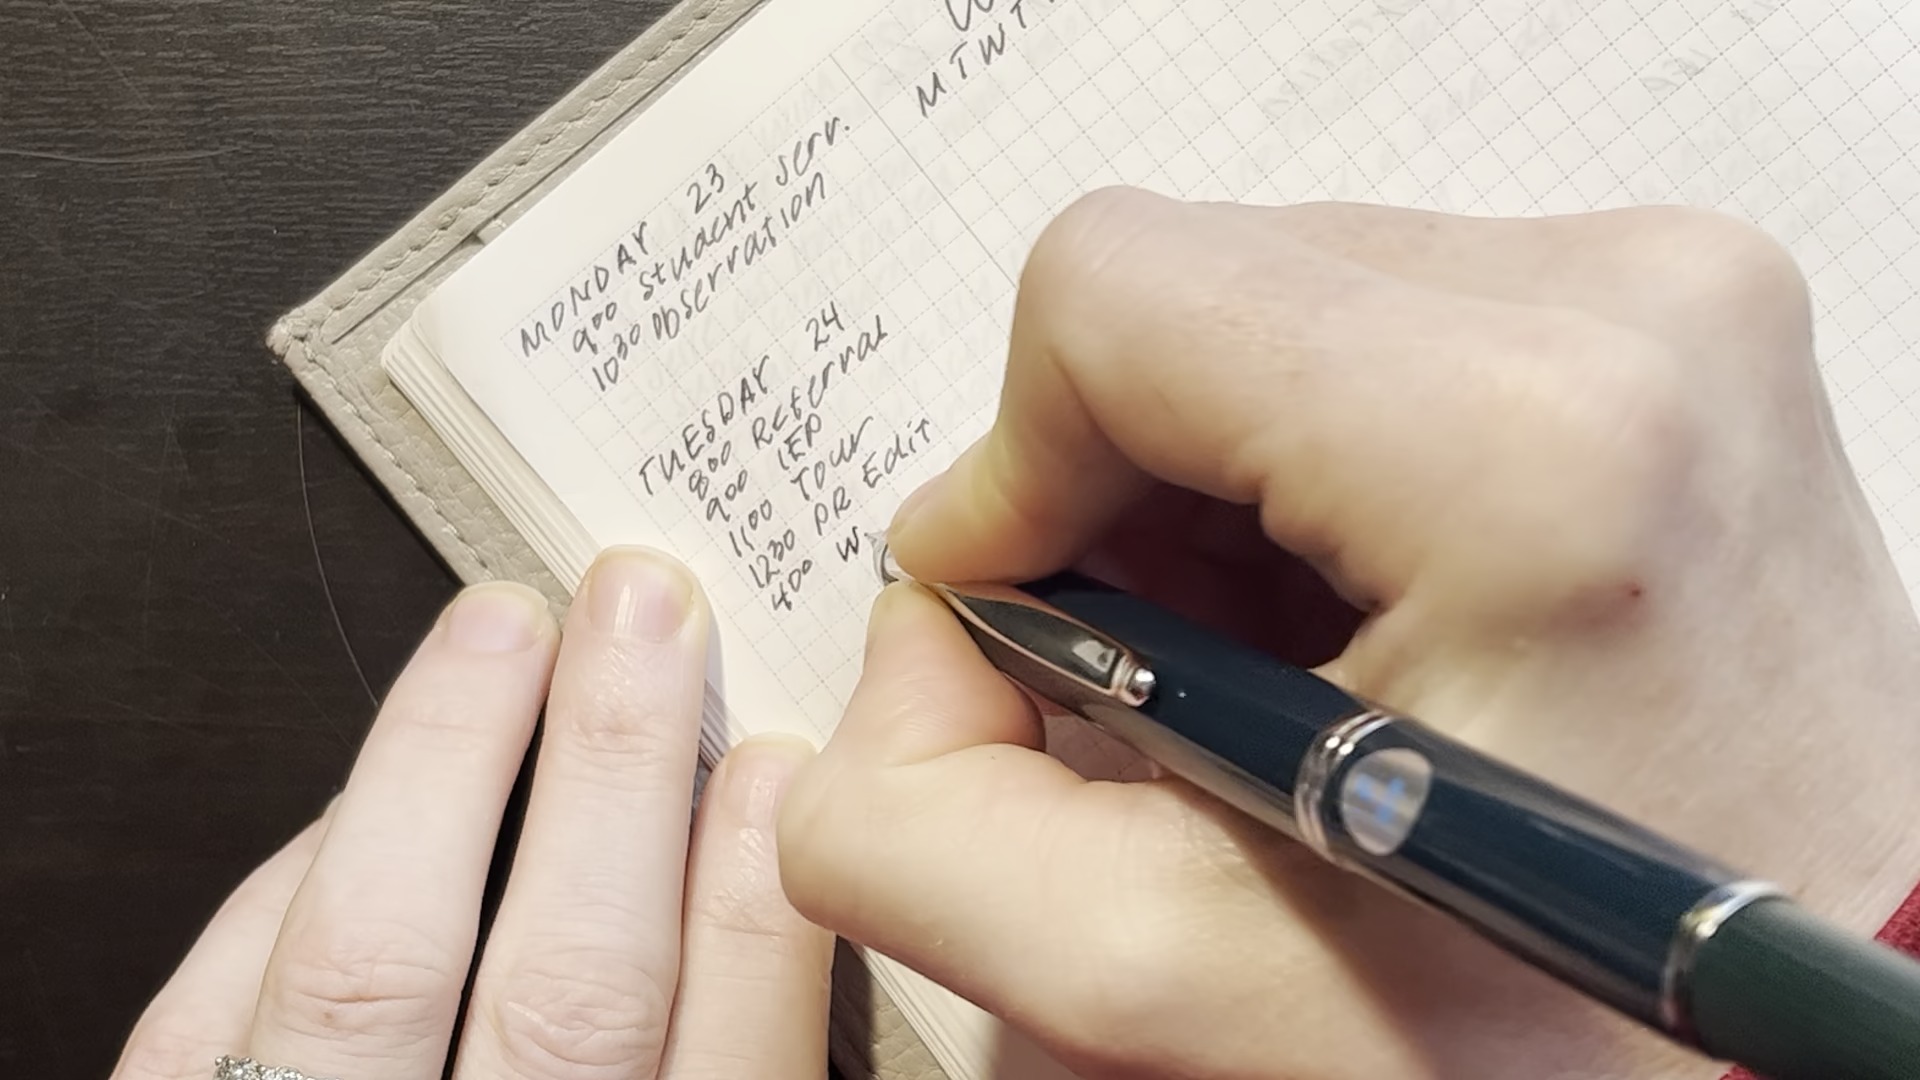 MTWT
MONDAY 23
900 student serv.
1030 observation
TUESDAY 24
800 Referral
900 IEP
1100 Tour
1230 PR Edit
400 W